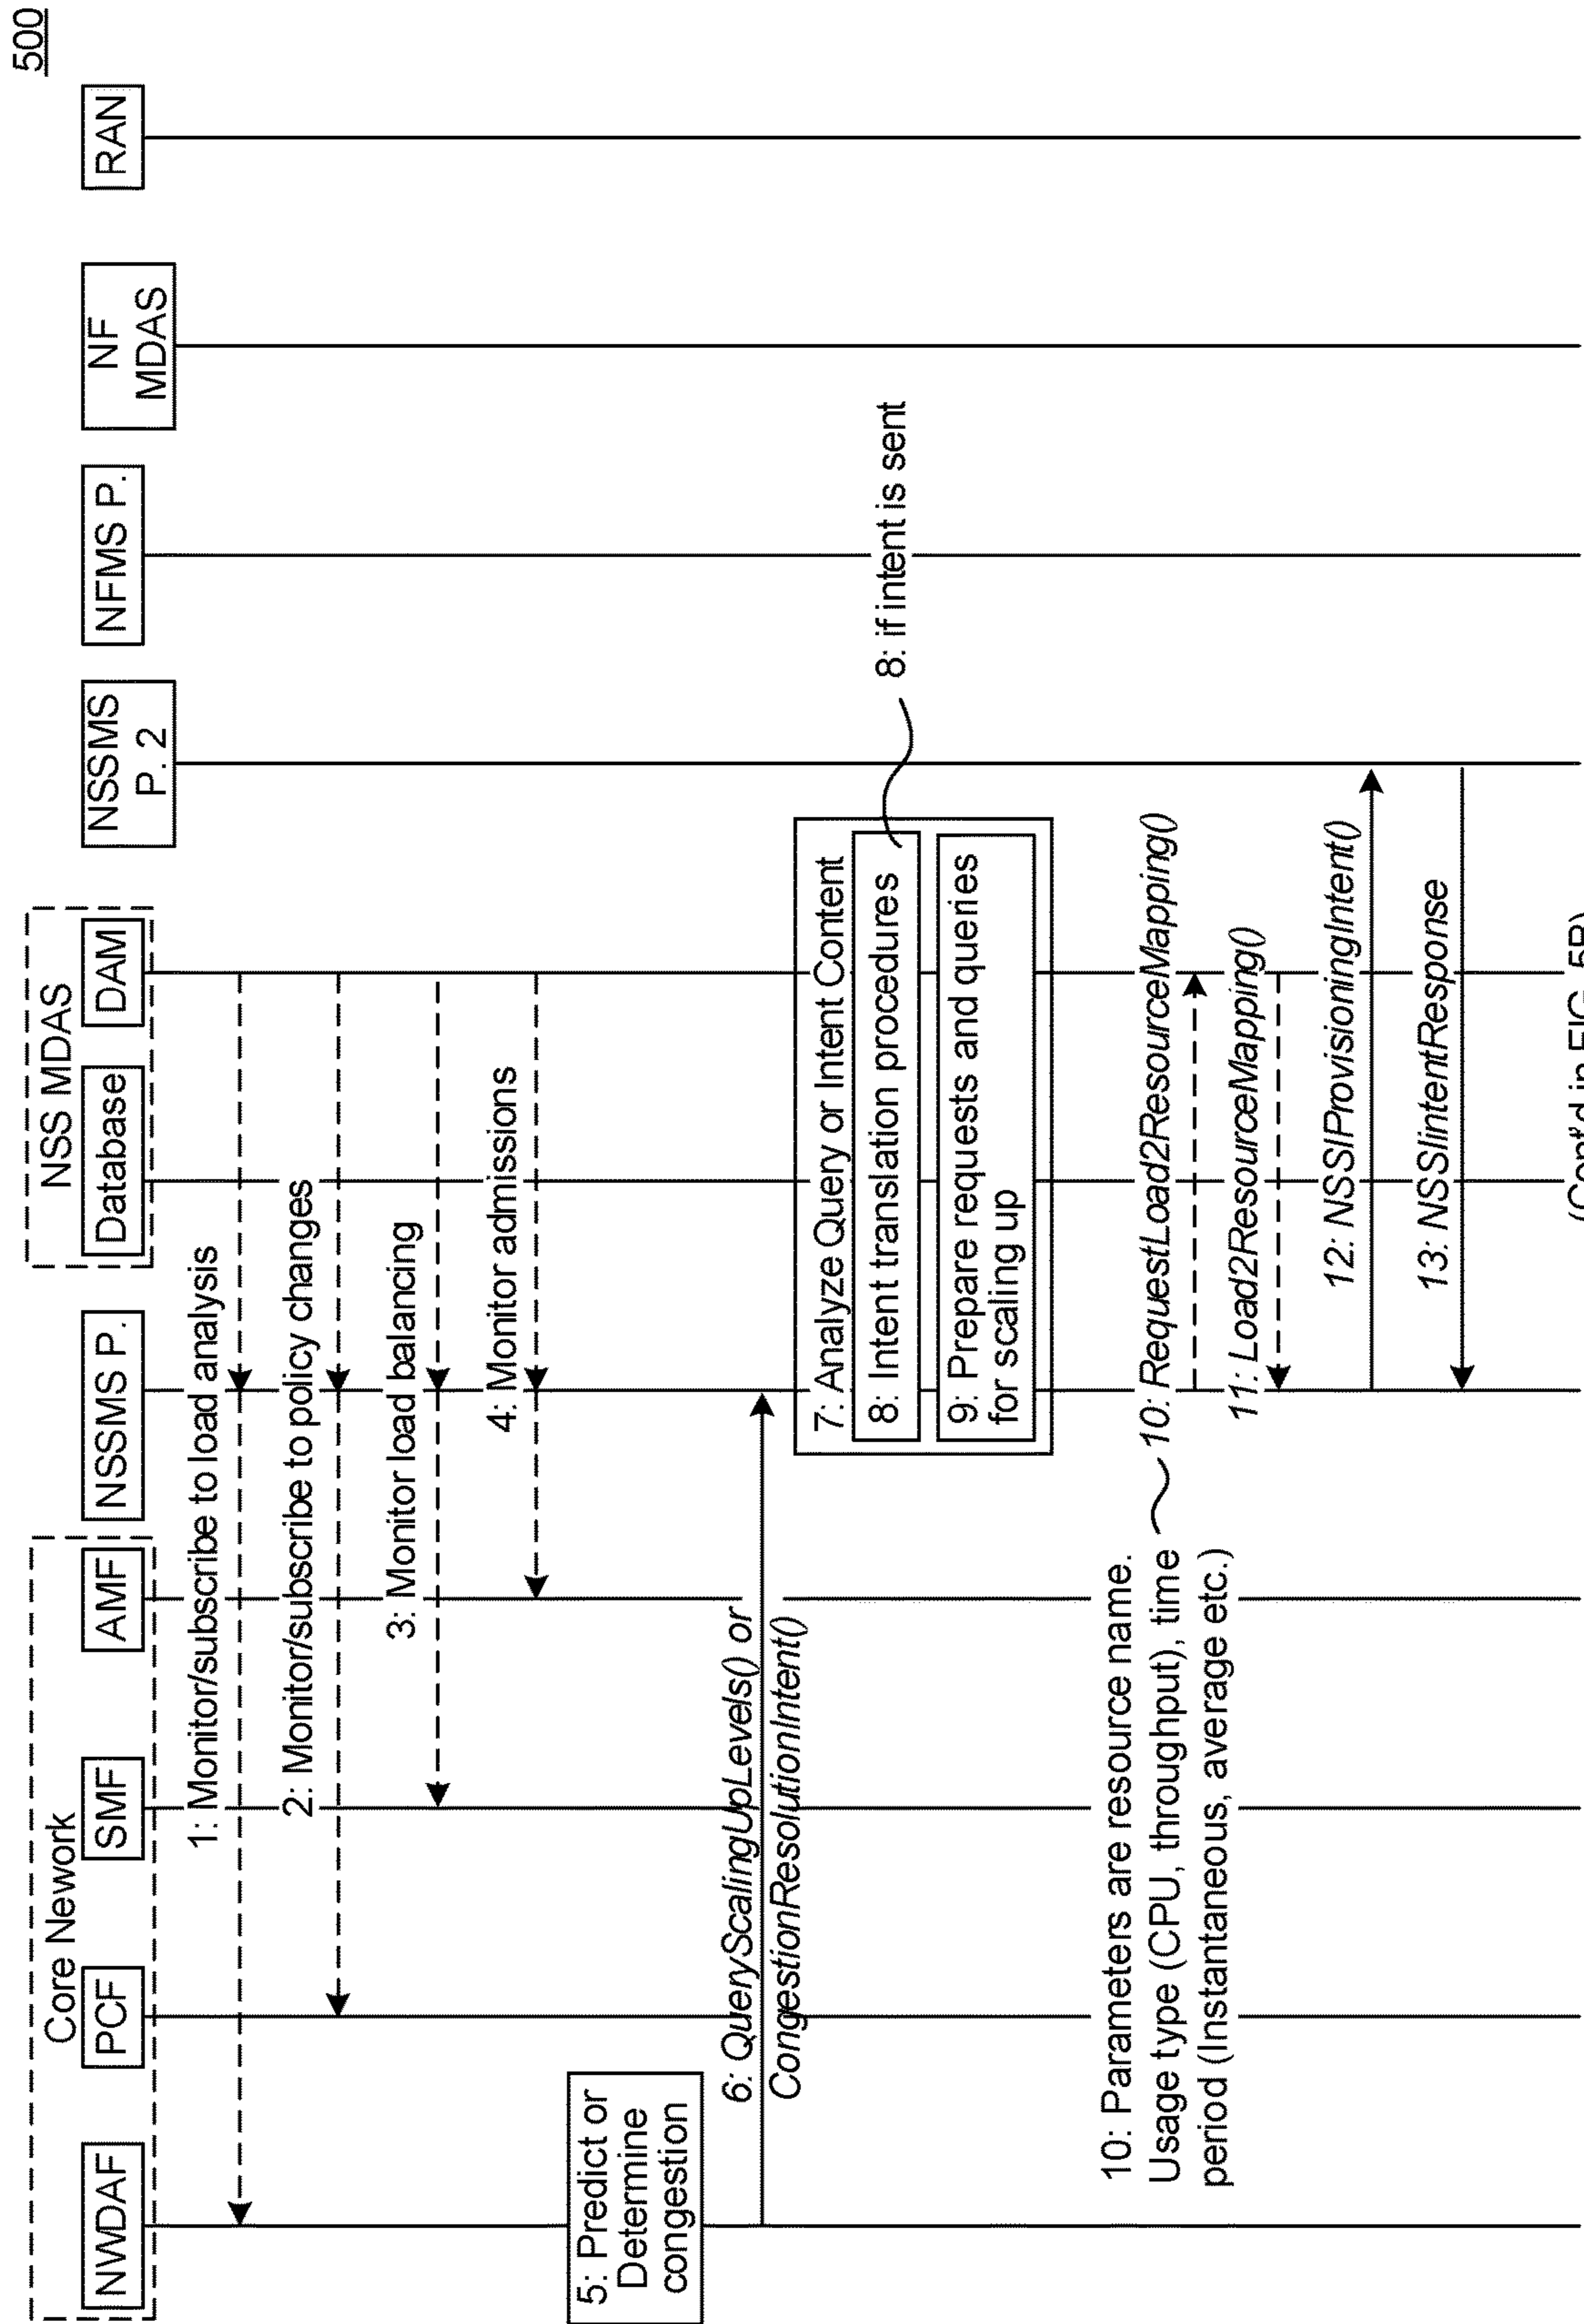 500
Core Nework
NSS MDAS
NWDAF
PCF
SMF
AMF
NSSMS P.
Database
DAM
NSSMS
P. 2
NFMS P.
NF
MDAS
RAN
1: Monitor/subscribe to load analysis
2: Monitor/subscribe to policy changes
3: Monitor load balancing
4: Monitor admissions
5: Predict or
Determine
congestion
6: QueryScalingUpLevels() or
CongestionResolutionIntent()
7: Analyze Query or Intent Content
8: Intent translation procedures
8: if intent is sent
9: Prepare requests and queries
for scaling up
10: Parameters are resource name.
Usage type (CPU, throughput), time
period (Instantaneous, average etc.)
10: RequestLoad2ResourceMapping()
11: Load2ResourceMapping()
12: NSSIProvisioningIntent()
13: NSSIintentResponse
(Cont'd in FIG. 5B)